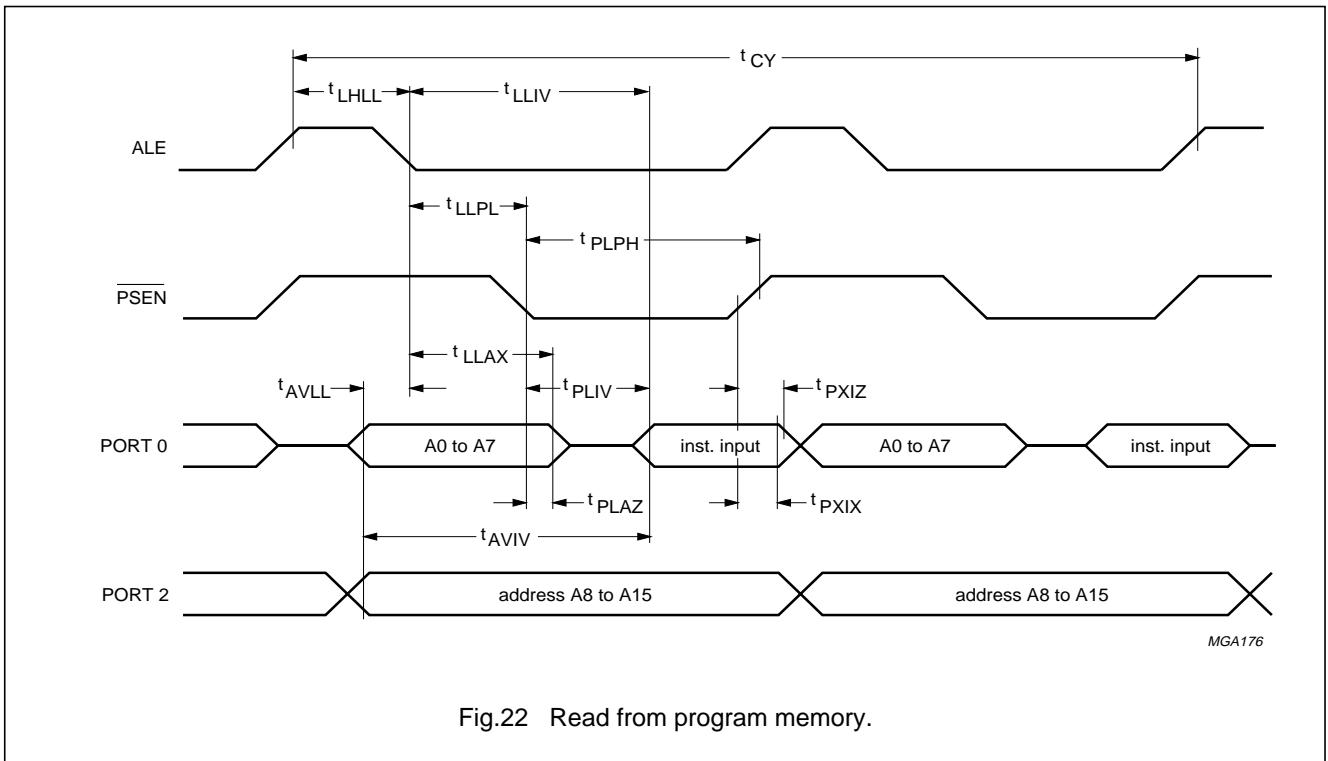 t CY
t LHLL
t LLIV
ALE
t LLPL
t PLPH
PSEN
t LLAX
t AVLL
t PLIV
t PXIZ
PORT 0
A0 to A7
inst. input
A0 to A7
inst. input
t PLAZ
t PXIX
t AVIV
PORT 2
address A8 to A15
address A8 to A15
MGA176
Fig.22 Read from program memory.